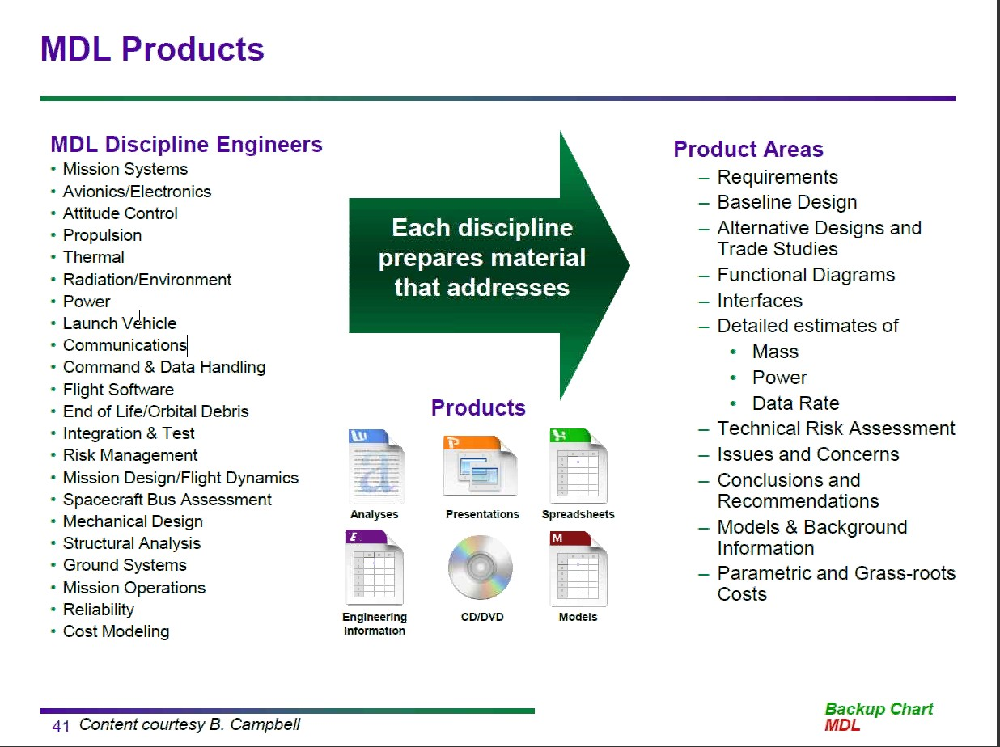 MDL Products
MDL Discipline Engineers
• Mission Systems
• Avionics/Electronics
• Attitude Control
• Propulsion
• Thermal
• Radiation/Environment
• Power
• Launch Vehicle
• Communications
• Command & Data Handling
• Flight Software
• End of Life/Orbital Debris
• Integration & Test
• Risk Management
• Mission Design/Flight Dynamics
• Spacecraft Bus Assessment
• Mechanical Design
• Structural Analysis
• Ground Systems
• Mission Operations
• Reliability
• Cost Modeling
Each discipline
prepares material
that addresses
Products
W
P
X
Analyses
Presentations
Spreadsheets
E
M
Engineering
Information
CD/DVD
Models
Product Areas
– Requirements
– Baseline Design
– Alternative Designs and
Trade Studies
– Functional Diagrams
– Interfaces
– Detailed estimates of
• Mass
• Power
• Data Rate
– Technical Risk Assessment
– Issues and Concerns
– Conclusions and
Recommendations
– Models & Background
Information
– Parametric and Grass-roots
Costs
41 Content courtesy B. Campbell
Backup Chart
MDL